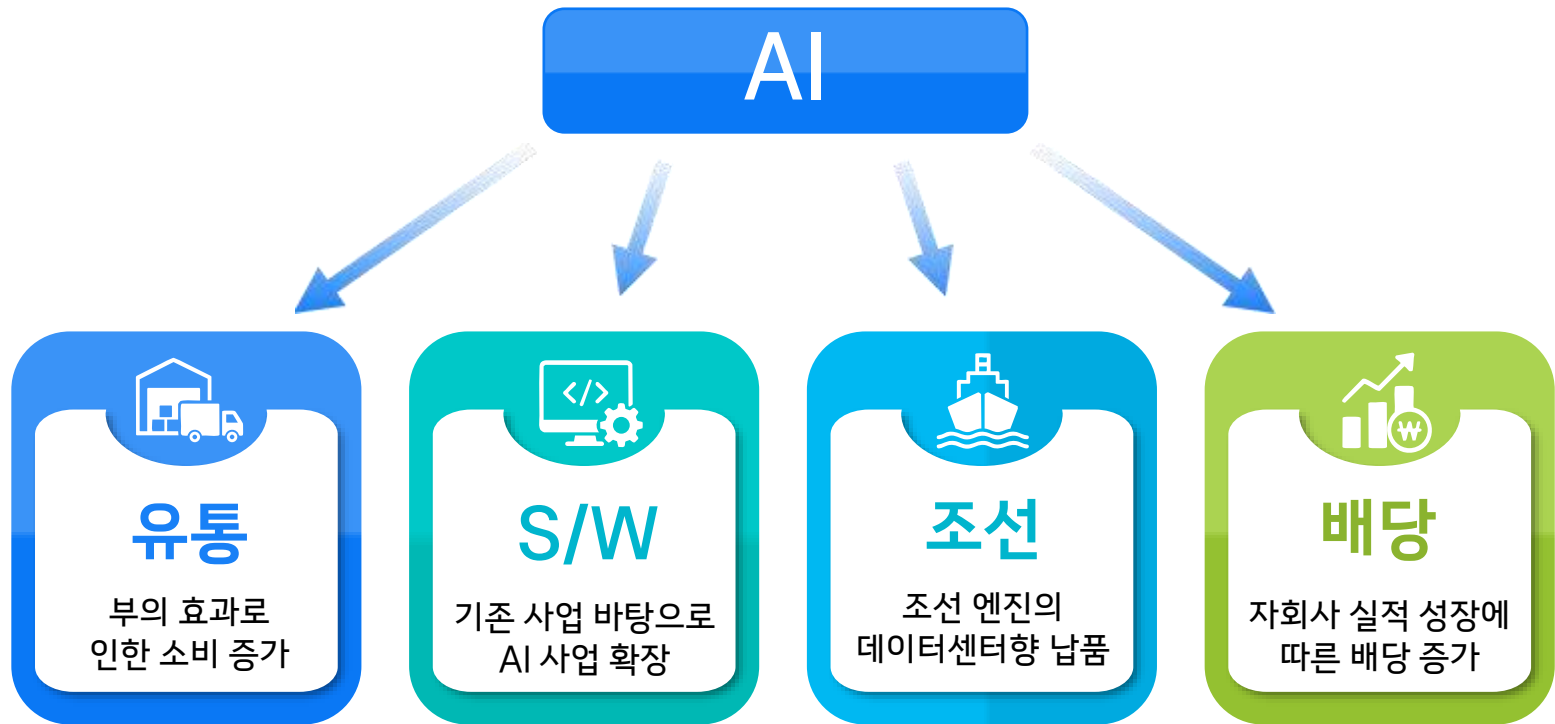 AI
</>
₩
유통
부의 효과로
인한 소비 증가
S/W
기존 사업 바탕으로
AI 사업 확장
조선
조선 엔진의
데이터센터향 납품
배당
자회사 실적 성장에
따른 배당 증가